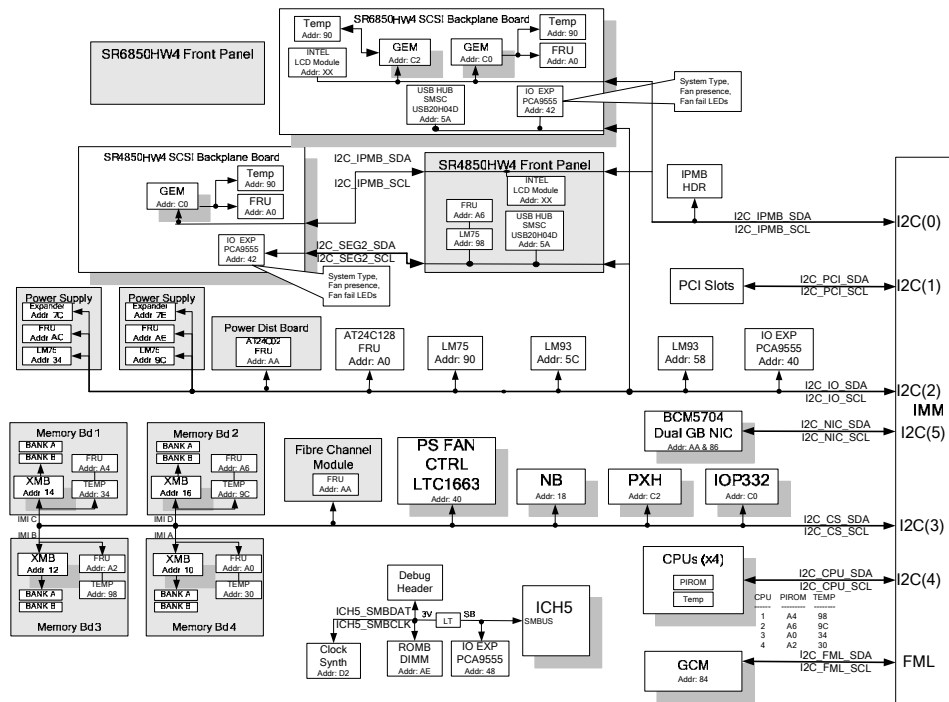 SR6850HW4 Front Panel
SR6850HW4 SCSI Backplane Board
Temp
Addr: 90
INTEL
LCD Module
Addr: XX
GEM
Addr: C2
GEM
Addr: C0
Temp
Addr: 90
FRU
Addr: A0
USB HUB
SMSC
USB20H04D
Addr: 5A
IO EXP
PCA9555
Addr: 42
System Type,
Fan presence,
Fan fail LEDs
SR4850HW4 SCSI Backplane Board
GEM
Addr: C0
Temp
Addr: 90
FRU
Addr: A0
IO EXP
PCA9555
Addr: 42
I2C_IPMB_SDA
I2C_IPMB_SCL
I2C_SEG2_SDA
I2C_SEG2_SCL
System Type,
Fan presence,
Fan fail LEDs
SR4850HW4 Front Panel
INTEL
LCD Module
Addr: XX
FRU
Addr: A6
LM75
Addr: 98
USB HUB
SMSC
USB20H04D
Addr: 5A
IPMB
HDR
I2C_IPMB_SDA
I2C_IPMB_SCL
I2C(0)
PCI Slots
I2C_PCI_SDA
I2C_PCI_SCL
I2C(1)
Power Supply
Expander
Addr 7C
FRU
Addr AC
LM75
Addr 34
Power Supply
Expander
Addr: 7E
FRU
Addr: AE
LM75
Addr: 9C
Power Dist Board
AT24C02
FRU
Addr: AA
AT24C128
FRU
Addr: A0
LM75
Addr: 90
LM93
Addr: 5C
LM93
Addr: 58
IO EXP
PCA9555
Addr: 40
I2C_IO_SDA
I2C_IO_SCL
I2C(2)
IMM
BCM5704
Dual GB NIC
Addr: AA & 86
I2C_NIC_SDA
I2C_NIC_SCL
I2C(5)
Memory Bd 1
BANK A
BANK B
XMB
Addr 14
FRU
Addr: A4
TEMP
Addr: 34
IMI C
Memory Bd 2
BANK A
BANK B
XMB
Addr: 16
FRU
Addr: A6
TEMP
Addr: 9C
IMI D
Fibre Channel
Module
FRU
Addr: AA
PS FAN
CTRL
LTC1663
Addr: 40
NB
Addr: 18
PXH
Addr: C2
IOP332
Addr: C0
I2C_CS_SDA
I2C_CS_SCL
I2C(3)
IMI B
XMB
Addr 12
FRU
Addr: A2
TEMP
Addr: 98
BANK A
BANK B
Memory Bd 3
IMI A
XMB
Addr: 10
FRU
Addr: A0
TEMP
Addr: 30
BANK A
BANK B
Memory Bd 4
Debug
Header
ICH5_SMBDAT
ICH5_SMBCLK
3V
LT
SB
ICH5
SMBUS
Clock
Synth
Addr: D2
ROMB
DIMM
Addr: AE
IO EXP
PCA9555
Addr: 48
CPUs (x4)
PIROM
Temp
I2C_CPU_SDA
I2C_CPU_SCL
I2C(4)
CPU PIROM TEMP
------- ---------- --------
1 A4 98
2 A6 9C
3 A0 34
4 A2 30
GCM
Addr: 84
I2C_FML_SDA
I2C_FML_SCL
FML